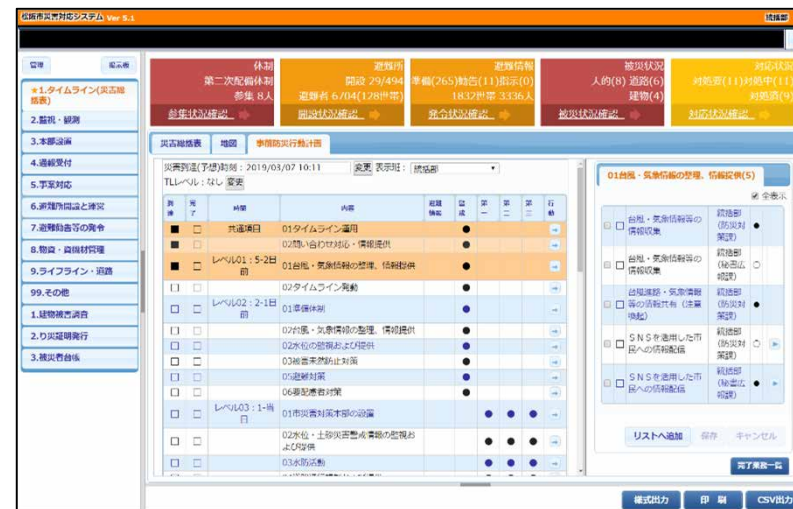 松阪市災害対応システム Ver 5.1
統括部
管理 掲示板
★1.タイムライン(災害総括表)
2.監視・観測
3.本部設置
4.通報受付
5.事案対応
6.避難所開設と運営
7.避難勧告等の発令
8.物資・資機材管理
9.ライフライン・道路
99.その他
1.建物被害調査
2.り災証明発行
3.被災者台帳
体制
第二次配備体制
参集 8人
参集状況確認
避難所
開設 29/494
避難者 6704(128世帯)
開設状況確認
避難情報
準備(265)勧告(11)指示(0)
1832世帯 3336人
発令状況確認
被災状況
人的(8) 道路(6)
建物(4)
被災状況確認
対応状況
対処要(11)対処中(11)
対処済(9)
対応状況確認
災害総括表 地図 事前防災行動計画
災害到達(予想)時刻：2019/03/07 10:11 変更 表示班： 統括部
TLレベル：なし 変更
到達 完了 時間 内容 避難情報 警戒 第一 第二 第三 行動
■ □ 共通項目 01タイムライン運用 ●
■ □ 02問い合わせ対応・情報提供 ●
■ □ レベル01：5-2日前 01台風・気象情報の整理、情報提供 ●
□ □ 02タイムライン発動 ●
□ □ レベル02：2-1日前 01準備体制 ●
□ □ 02台風・気象情報の整理、情報提供 ●
□ □ 02水位の監視および提供 ●
□ □ 03被害未然防止対策 ●
□ □ 05避難対策 ●
□ □ 06要配慮者対策 ●
□ □ レベル03：1-当日 01市災害対策本部の設置 ● ● ●
□ □ 02水位・土砂災害警戒情報の監視および提供 ● ● ●
□ □ 03水防活動 ● ● ●
01台風・気象情報の整理、情報提供(5)
全表示
台風・気象情報等の情報収集 統括部(防災対策課) ●
台風・気象情報等の情報収集 統括部(秘書広報課) ○
台風進路・気象情報等の情報共有（注意喚起） 統括部(防災対策課) ●
ＳＮＳを活用した市民への情報配信 統括部(防災対策課) ○
ＳＮＳを活用した市民への情報配信 統括部(秘書広報課) ●
リストへ追加 保存 キャンセル
完了業務一覧
様式出力 印 刷 CSV出力